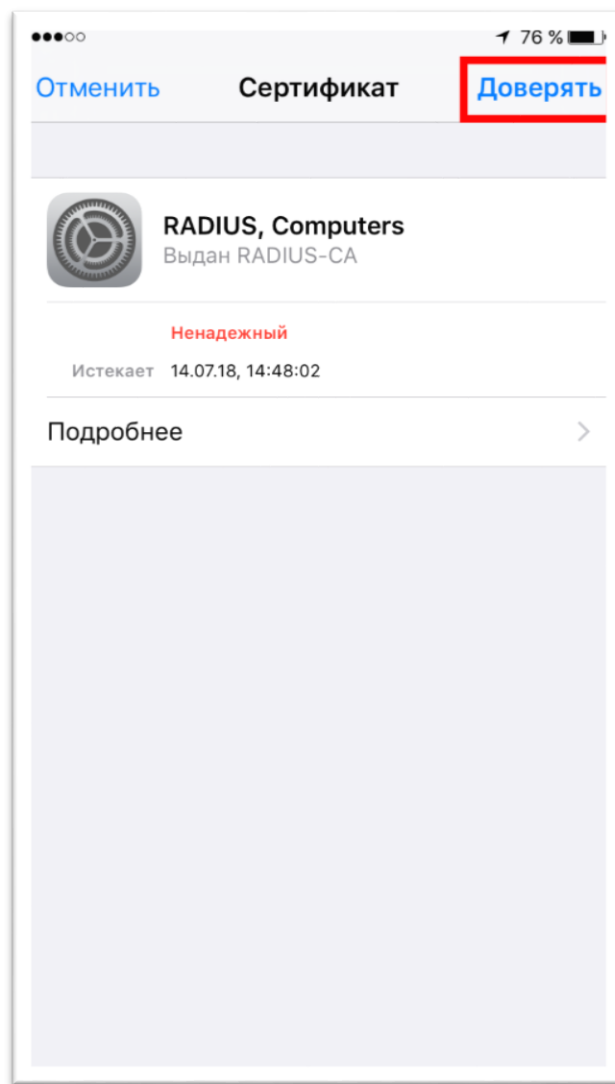 76 %
Отменить Сертификат Доверять
RADIUS, Computers
Выдан RADIUS-CA
Ненадежный
Истекает 14.07.18, 14:48:02
Подробнее